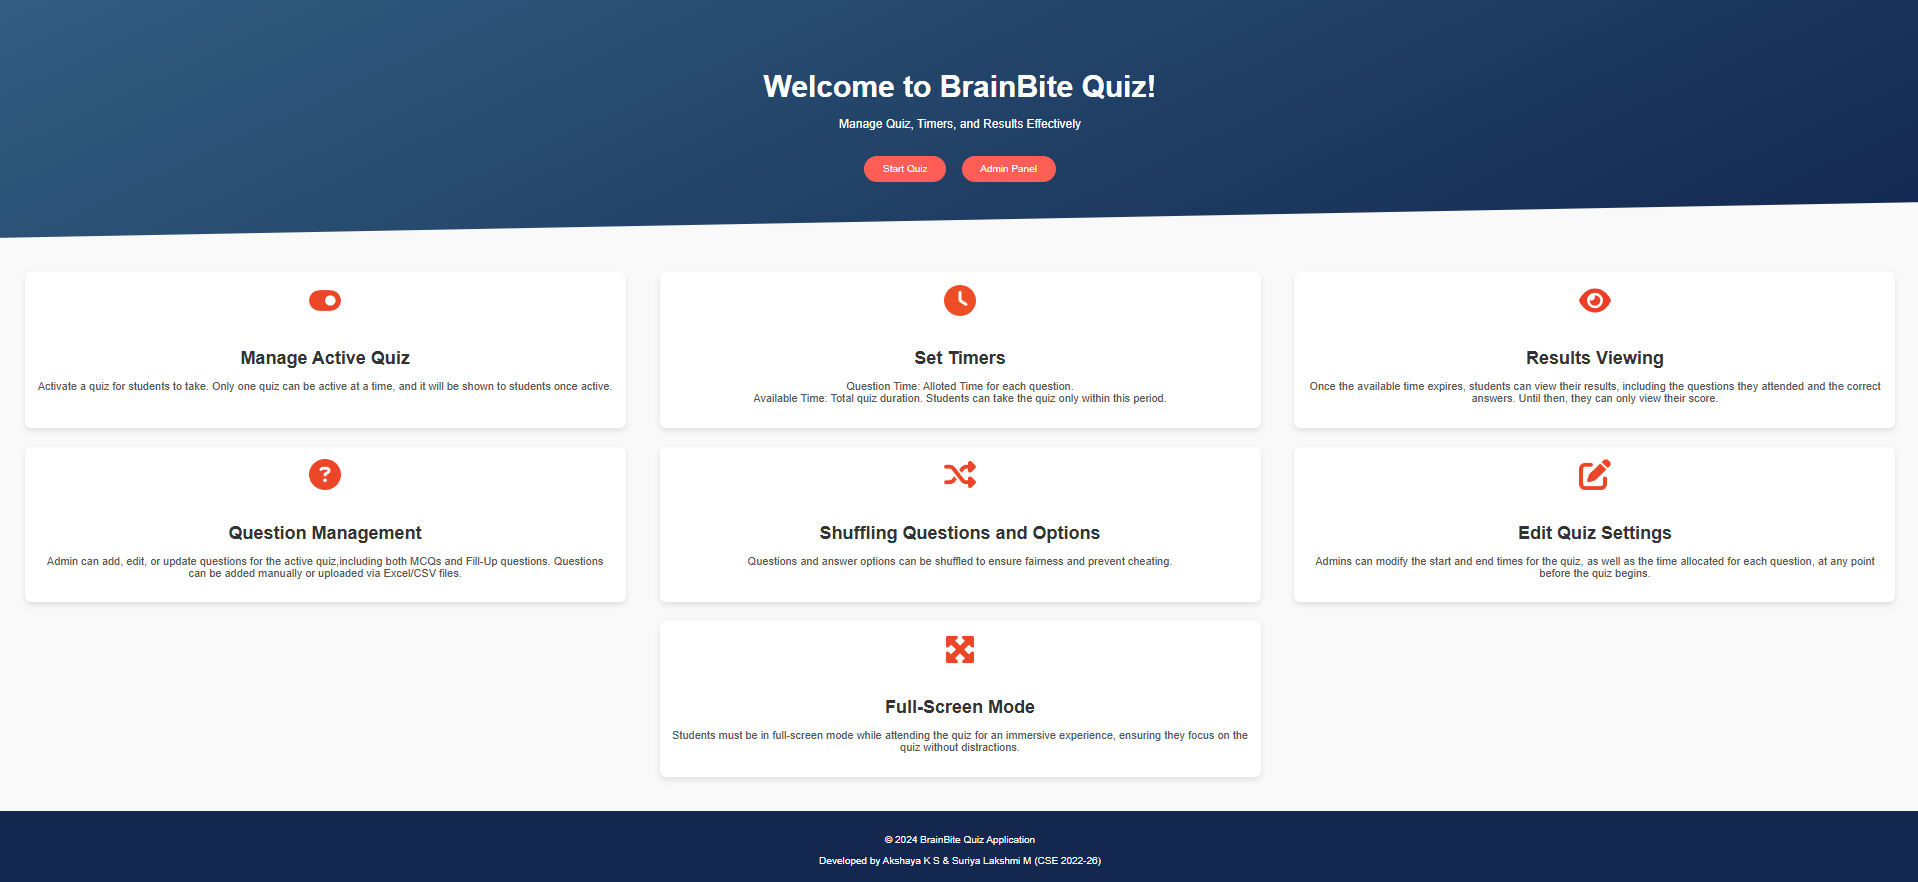 Welcome to BrainBite Quiz!
Manage Quiz, Timers, and Results Effectively
Start Quiz
Admin Panel
Manage Active Quiz
Activate a quiz for students to take. Only one quiz can be active at a time, and it will be shown to students once active.
Set Timers
Question Time: Alloted Time for each question.
Available Time: Total quiz duration. Students can take the quiz only within this period.
Results Viewing
Once the available time expires, students can view their results, including the questions they attended and the correct
answers. Until then, they can only view their score.
Question Management
Admin can add, edit, or update questions for the active quiz,including both MCQs and Fill-Up questions. Questions
can be added manually or uploaded via Excel/CSV files.
Shuffling Questions and Options
Questions and answer options can be shuffled to ensure fairness and prevent cheating.
Edit Quiz Settings
Admins can modify the start and end times for the quiz, as well as the time allocated for each question, at any point
before the quiz begins.
Full-Screen Mode
Students must be in full-screen mode while attending the quiz for an immersive experience, ensuring they focus on the
quiz without distractions.
© 2024 BrainBite Quiz Application
Developed by Akshaya K S & Suriya Lakshmi M (CSE 2022-26)